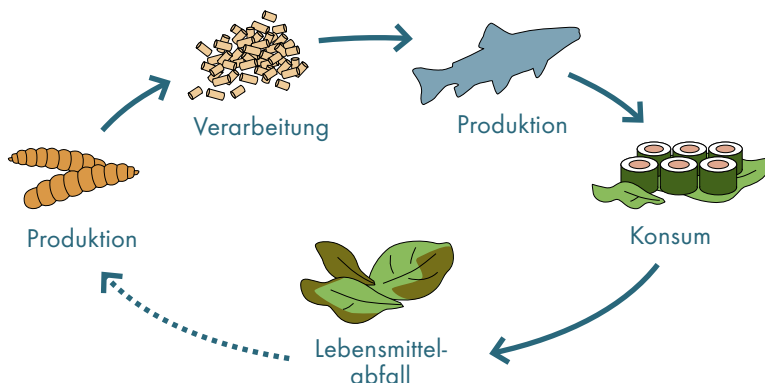 Verarbeitung
Produktion
Produktion
Konsum
Lebensmittel-
abfall